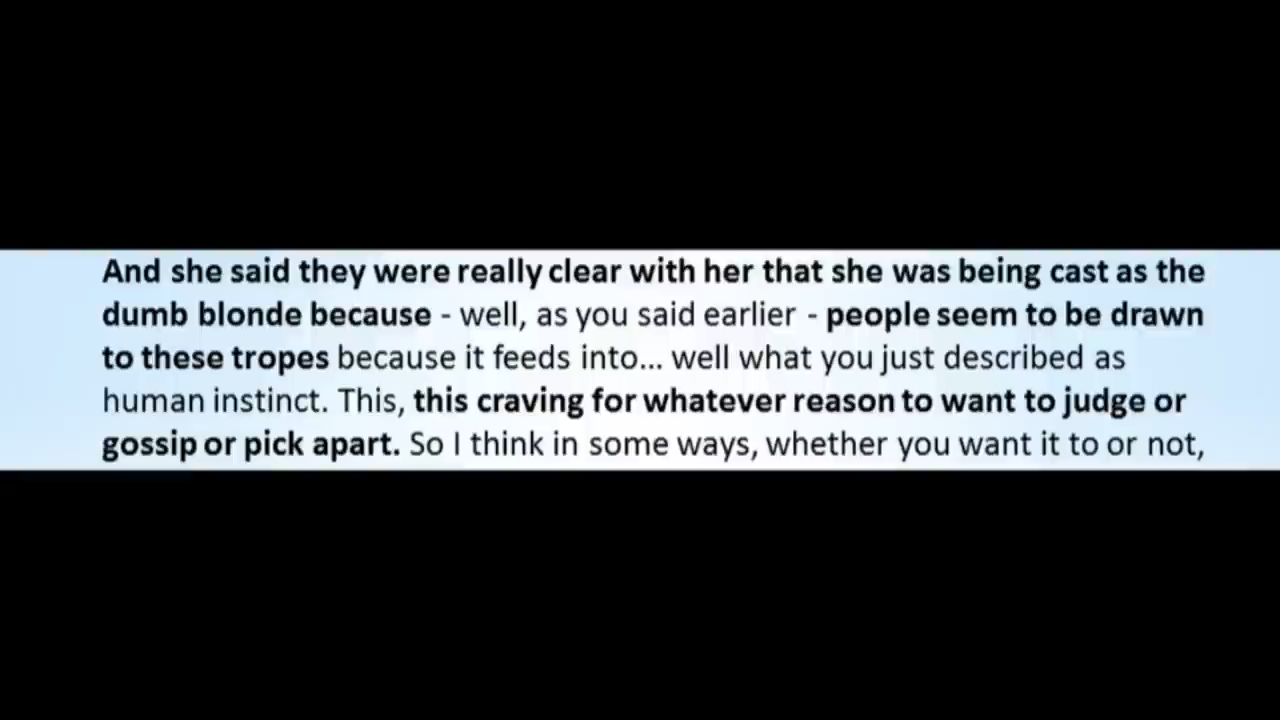 And she said they were really clear with her that she was being cast as the
dumb blonde because - well, as you said earlier - people seem to be drawn
to these tropes because it feeds into... well what you just described as
human instinct. This, this craving for whatever reason to want to judge or
gossip or pick apart. So I think in some ways, whether you want it to or not,